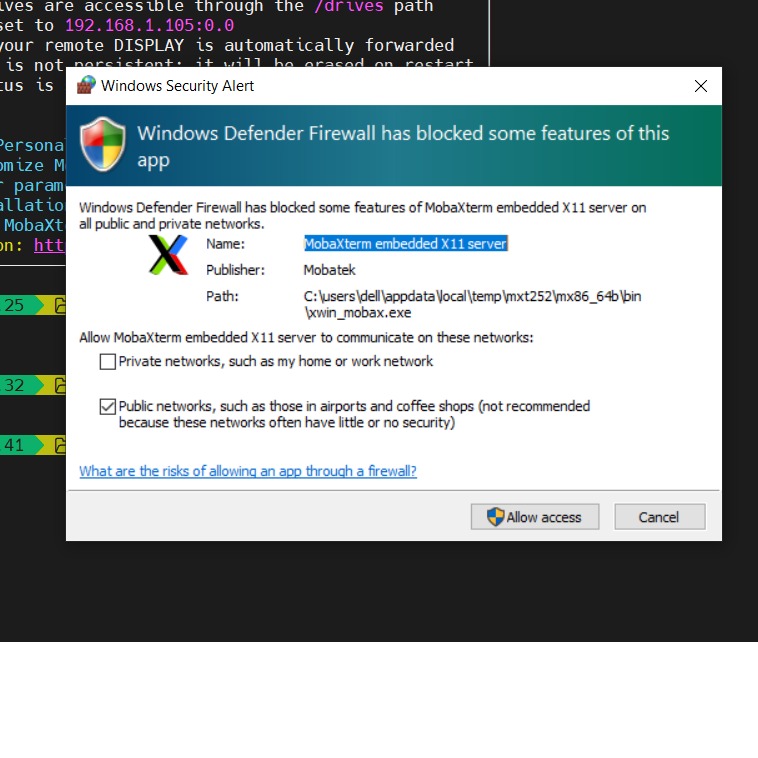 ives are accessible through the /drives path
set to 192.168.1.105:0.0
your remote DISPLAY is automatically forwarded
is not persistent: it will be erased on restart
tus is
Windows Security Alert
Windows Defender Firewall has blocked some features of this
app
Persona
omize M
r param
allatio
MobaXt
on: htt
25
32
41
Windows Defender Firewall has blocked some features of MobaXterm embedded X11 server on
all public and private networks.
Name: MobaXterm embedded X11 server
Publisher: Mobatek
Path: C:\users\dell\appdata\local\temp\mxt252\mx86_64b\bin
\xwin_mobax.exe
Allow MobaXterm embedded X11 server to communicate on these networks:
Private networks, such as my home or work network
Public networks, such as those in airports and coffee shops (not recommended
because these networks often have little or no security)
What are the risks of allowing an app through a firewall?
Allow access Cancel